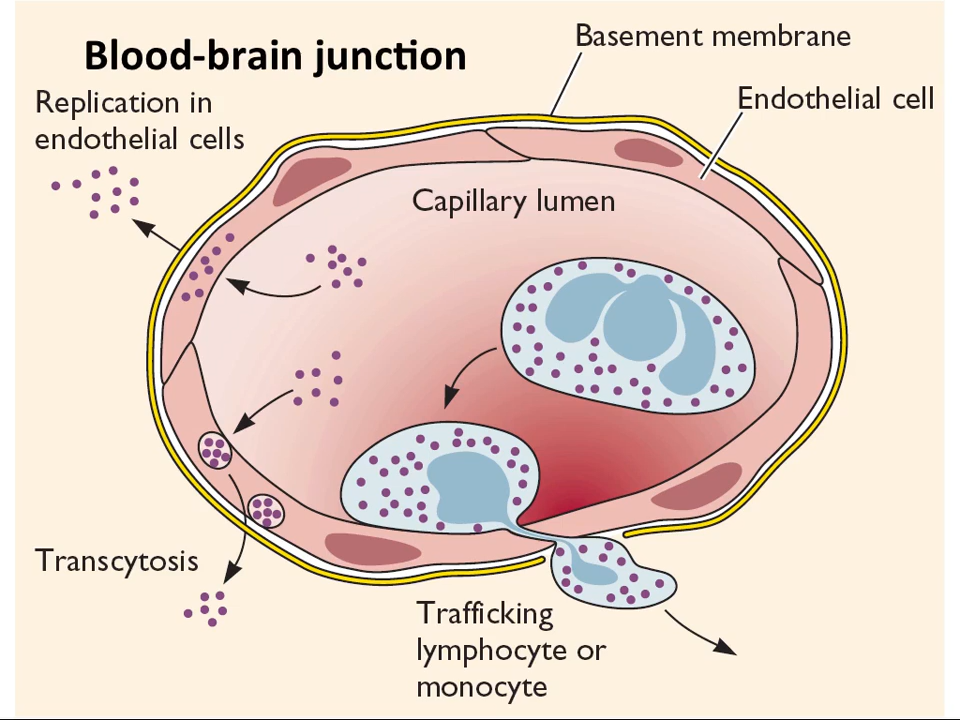 Blood-brain junction
Basement membrane
Replication in
endothelial cells
Endothelial cell
Capillary lumen
Transcytosis
Trafficking
lymphocyte or
monocyte